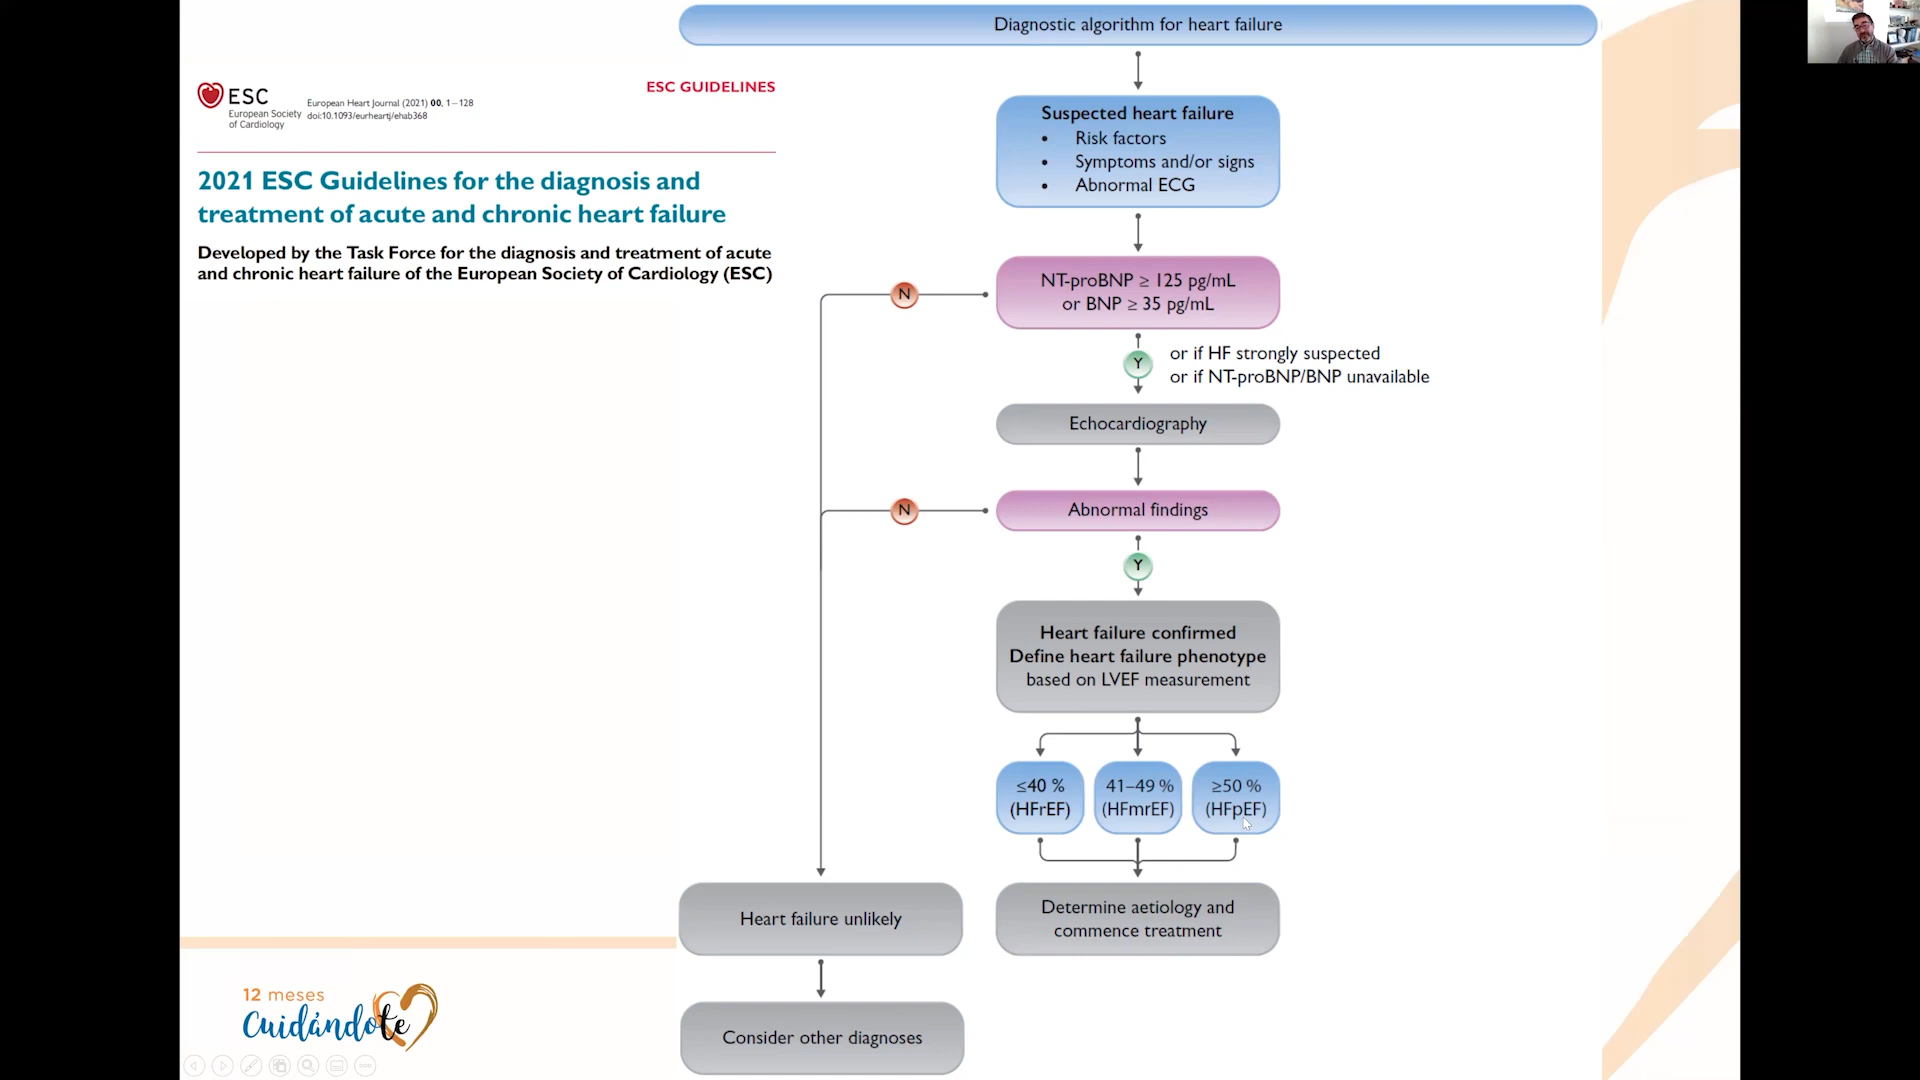 Diagnostic algorithm for heart failure
ESC
European Society
of Cardiology
European Heart Journal (2021) 00, 1–128
doi:10.1093/eurheartj/ehab368
ESC GUIDELINES
2021 ESC Guidelines for the diagnosis and
treatment of acute and chronic heart failure
Developed by the Task Force for the diagnosis and treatment of acute
and chronic heart failure of the European Society of Cardiology (ESC)
Suspected heart failure
• Risk factors
• Symptoms and/or signs
• Abnormal ECG
N
NT-proBNP ≥ 125 pg/mL
or BNP ≥ 35 pg/mL
Y
or if HF strongly suspected
or if NT-proBNP/BNP unavailable
Echocardiography
N
Abnormal findings
Y
Heart failure confirmed
Define heart failure phenotype
based on LVEF measurement
≤40 %
(HFrEF)
41–49 %
(HFmrEF)
≥50 %
(HFpEF)
Heart failure unlikely
Determine aetiology and
commence treatment
Consider other diagnoses
12 meses
Cuidándote